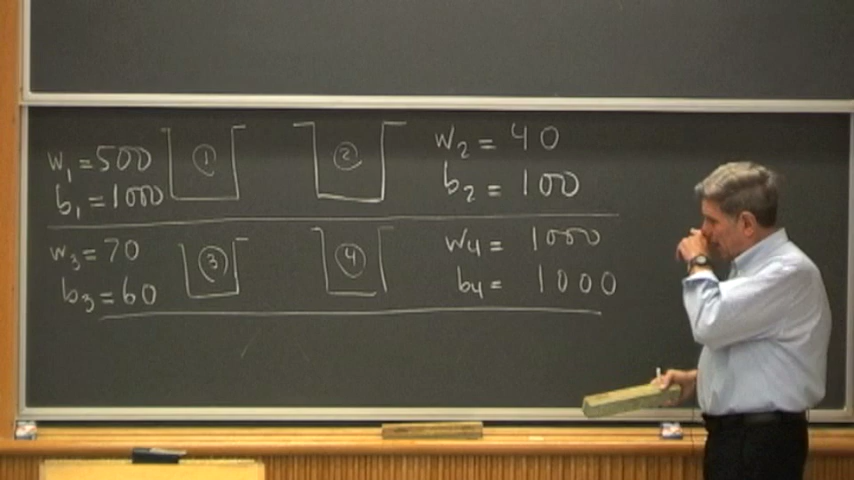 w₁ = 500 ① ② w₂ = 40
b₁ = 1000 b₂ = 100
w₃ = 70 ③ ④ w₄ = 1000
b₃ = 60 b₄ = 1000